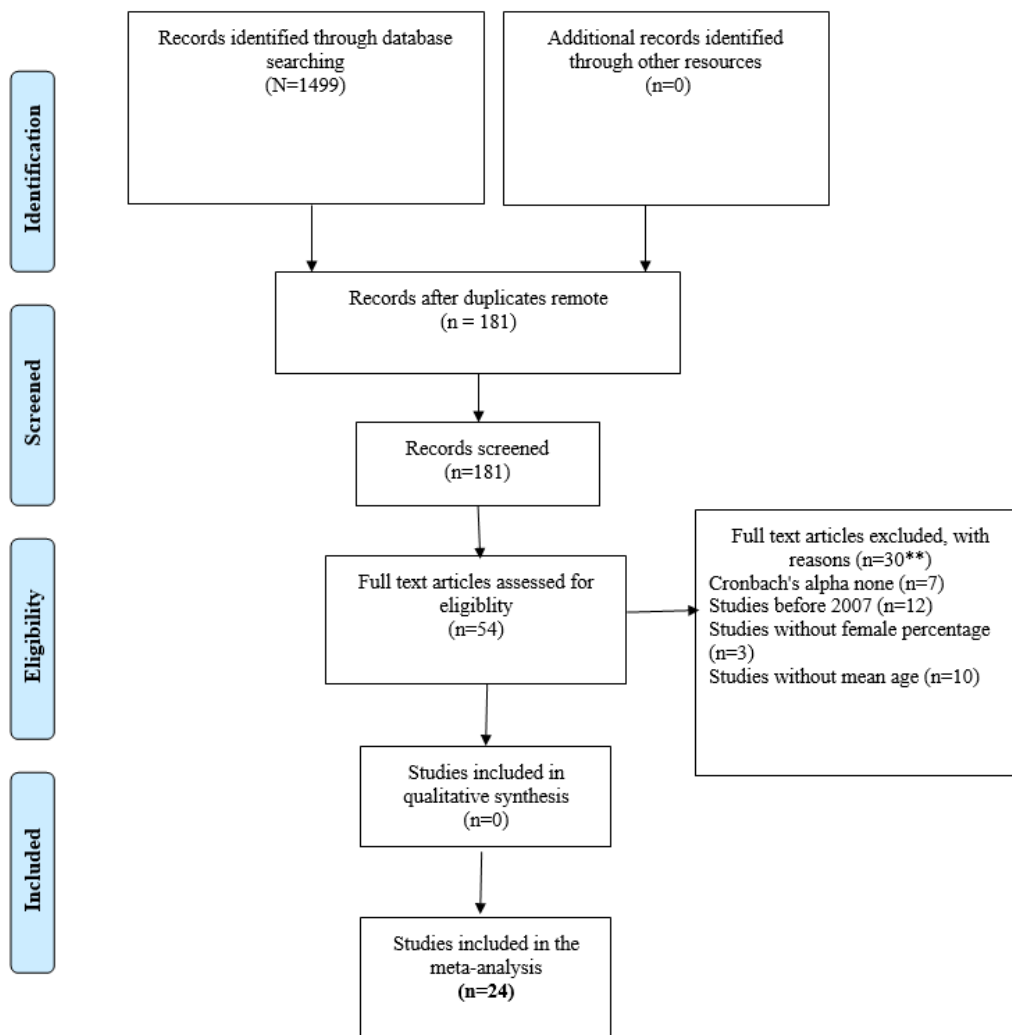 Records identified through database
searching
(N=1499)
Additional records identified
through other resources
(n=0)
Identification
Records after duplicates remote
(n = 181)
Screened
Records screened
(n=181)
Eligibility
Full text articles assessed for
eligiblity
(n=54)
Full text articles excluded, with
reasons (n=30**)
Cronbach's alpha none (n=7)
Studies before 2007 (n=12)
Studies without female percentage
(n=3)
Studies without mean age (n=10)
Studies included in
qualitative synthesis
(n=0)
Included
Studies included in the
meta-analysis
(n=24)